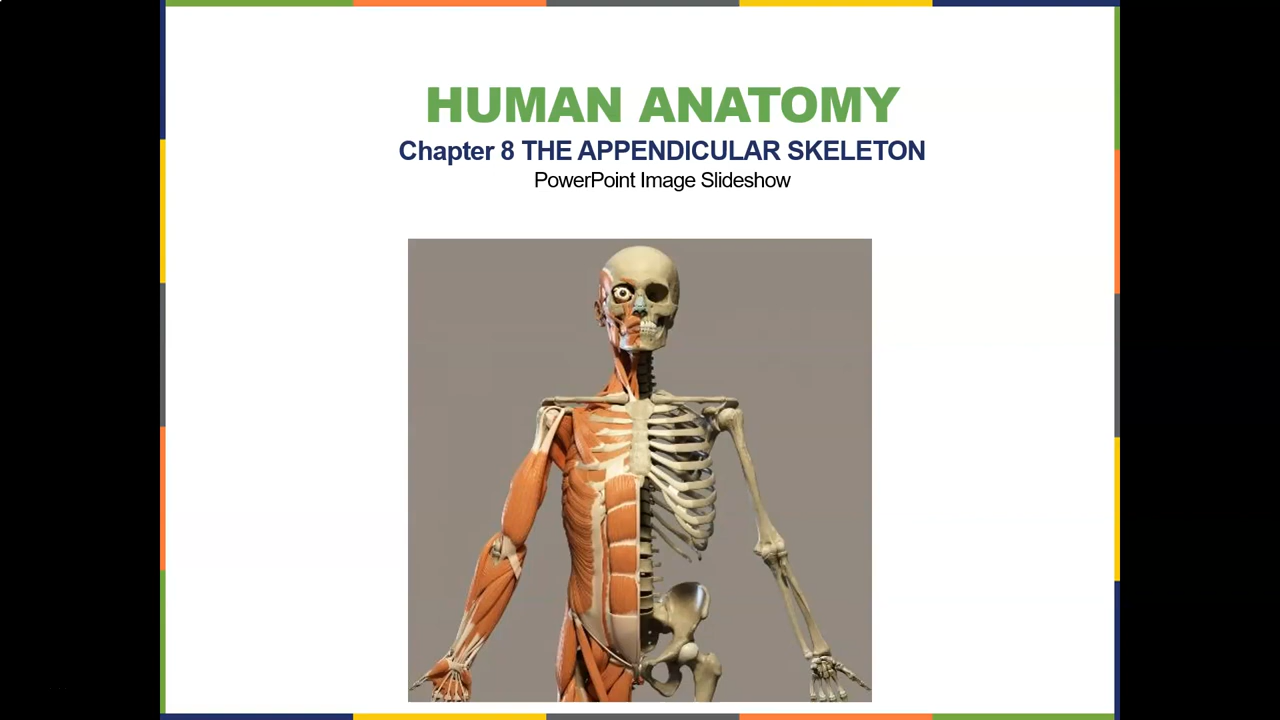 HUMAN ANATOMY
Chapter 8 THE APPENDICULAR SKELETON
PowerPoint Image Slideshow